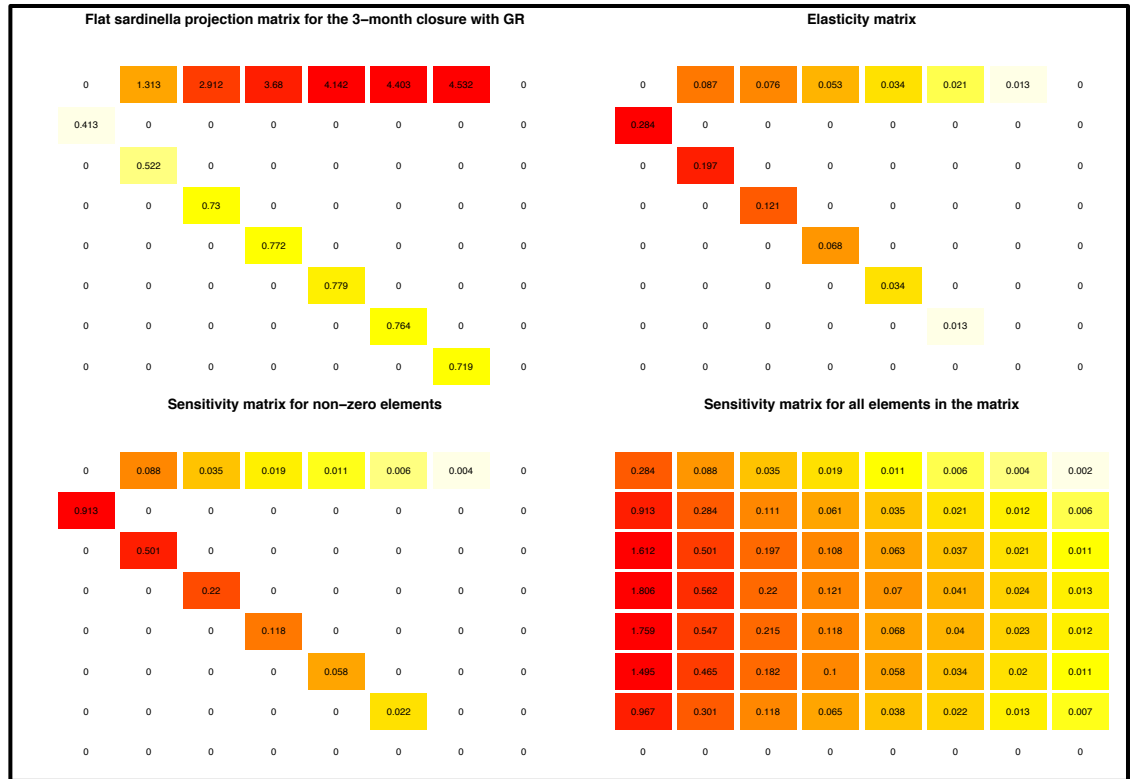 Flat sardinella projection matrix for the 3−month closure with GR
0 1.313 2.912 3.68 4.142 4.403 4.532 0
0.413 0 0 0 0 0 0 0
0 0.522 0 0 0 0 0 0
0 0 0.73 0 0 0 0 0
0 0 0 0.772 0 0 0 0
0 0 0 0 0.779 0 0 0
0 0 0 0 0 0.764 0 0
0 0 0 0 0 0 0.719 0
Elasticity matrix
0 0.087 0.076 0.053 0.034 0.021 0.013 0
0.284 0 0 0 0 0 0 0
0 0.197 0 0 0 0 0 0
0 0 0.121 0 0 0 0 0
0 0 0 0.068 0 0 0 0
0 0 0 0 0.034 0 0 0
0 0 0 0 0 0.013 0 0
0 0 0 0 0 0 0 0
Sensitivity matrix for non−zero elements
0 0.088 0.035 0.019 0.011 0.006 0.004 0
0.913 0 0 0 0 0 0 0
0 0.501 0 0 0 0 0 0
0 0 0.22 0 0 0 0 0
0 0 0 0.118 0 0 0 0
0 0 0 0 0.058 0 0 0
0 0 0 0 0 0.022 0 0
0 0 0 0 0 0 0 0
Sensitivity matrix for all elements in the matrix
0.284 0.088 0.035 0.019 0.011 0.006 0.004 0.002
0.913 0.284 0.111 0.061 0.035 0.021 0.012 0.006
1.612 0.501 0.197 0.108 0.063 0.037 0.021 0.011
1.806 0.562 0.22 0.121 0.07 0.041 0.024 0.013
1.759 0.547 0.215 0.118 0.068 0.04 0.023 0.012
1.495 0.465 0.182 0.1 0.058 0.034 0.02 0.011
0.967 0.301 0.118 0.065 0.038 0.022 0.013 0.007
0 0 0 0 0 0 0 0